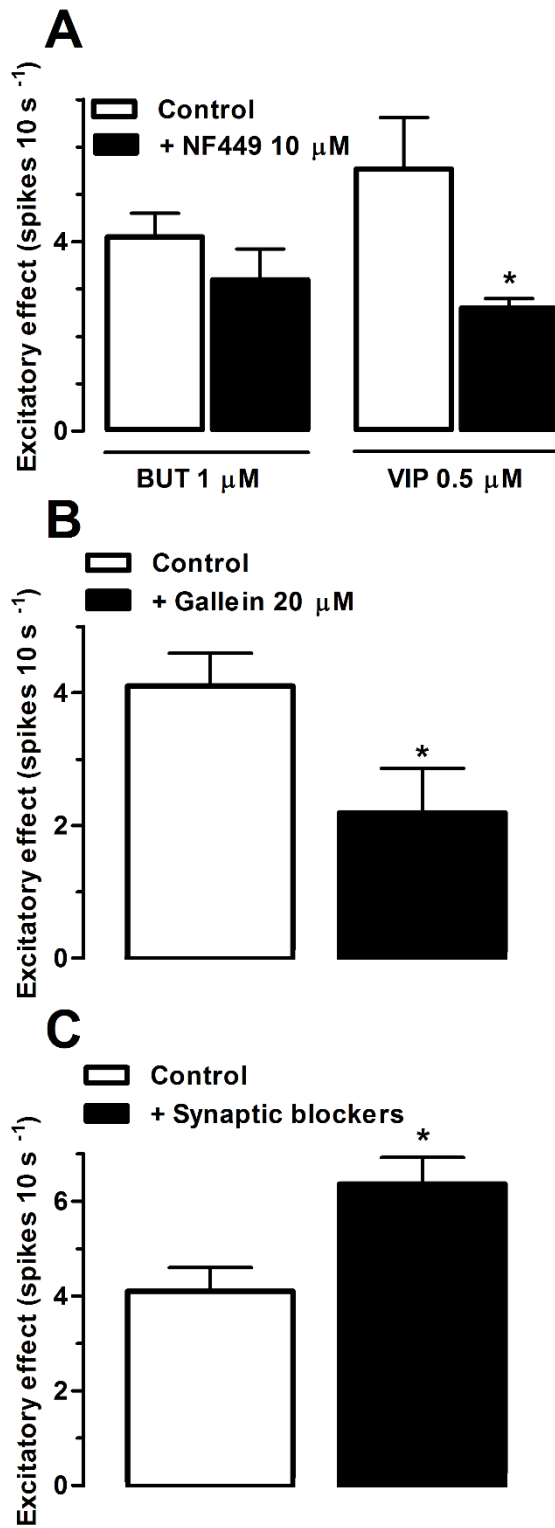 A
Control
+ NF449 10 μM
Excitatory effect (spikes 10 s -1)
4
0
*
BUT 1 μM
VIP 0.5 μM
B
Control
+ Gallein 20 μM
Excitatory effect (spikes 10 s -1)
4
2
0
*
C
Control
+ Synaptic blockers
Excitatory effect (spikes 10 s -1)
6
4
2
0
*